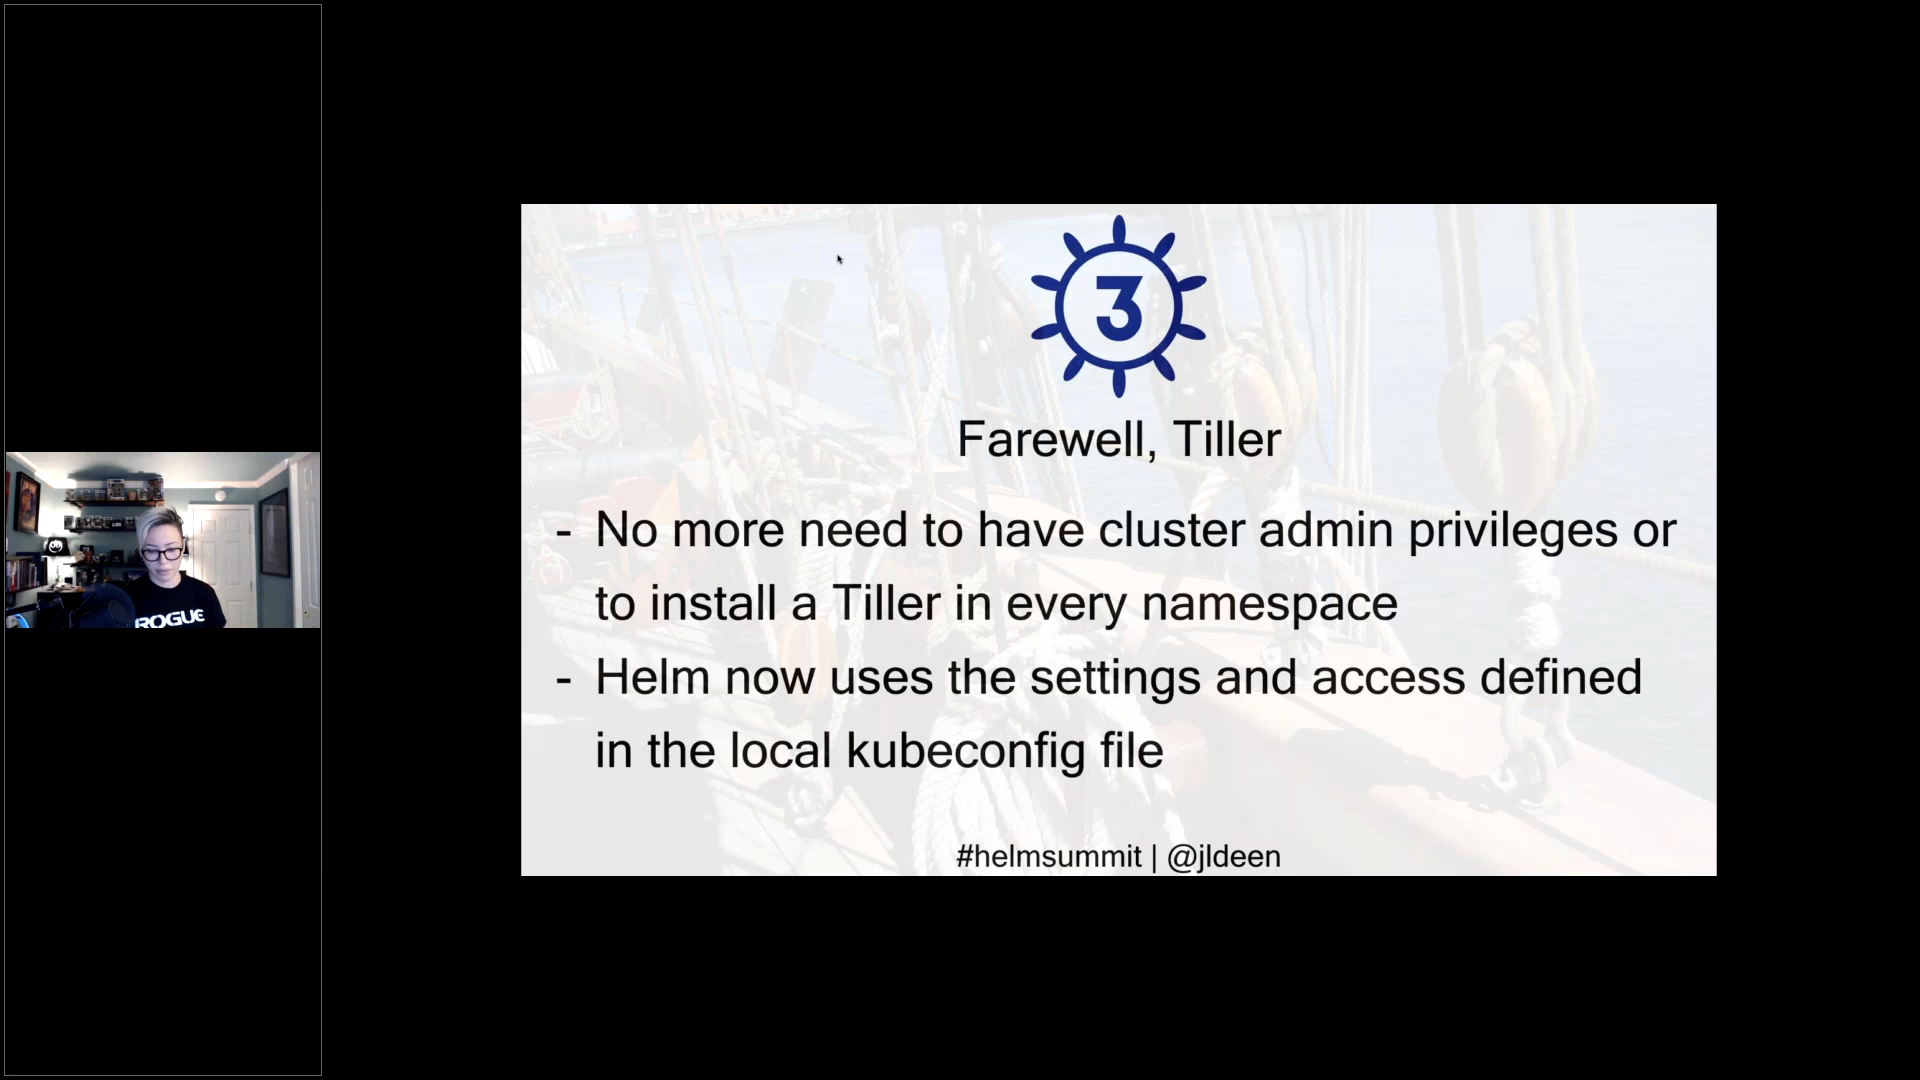 3
Farewell, Tiller
- No more need to have cluster admin privileges or
to install a Tiller in every namespace
- Helm now uses the settings and access defined
in the local kubeconfig file
#helmsummit | @jldeen
ROGUE